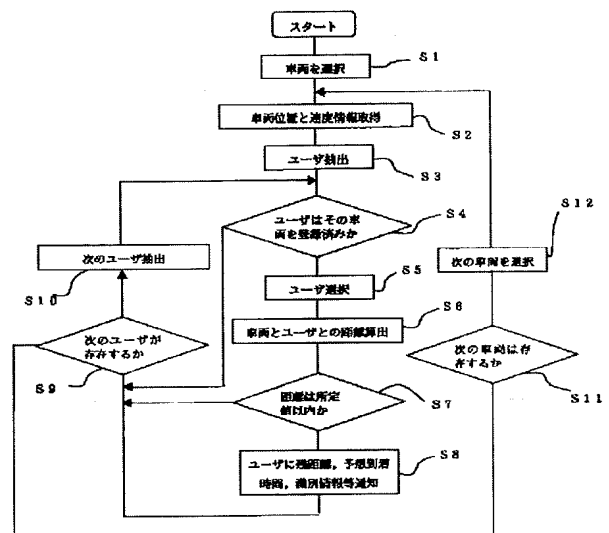 スタート
車両を選択
S1
車両位置と速度情報取得
S2
ユーザ抽出
S3
ユーザはその車
両を登録済みか
S4
ユーザ選択
S5
車両とユーザとの距離算出
S6
距離は所定
値以内か
S7
ユーザに残距離，予想到着
時間，識別情報等通知
S8
次のユーザが
存在するか
S9
次のユーザ抽出
S10
次の車両は存
在するか
S11
次の車両を選択
S12